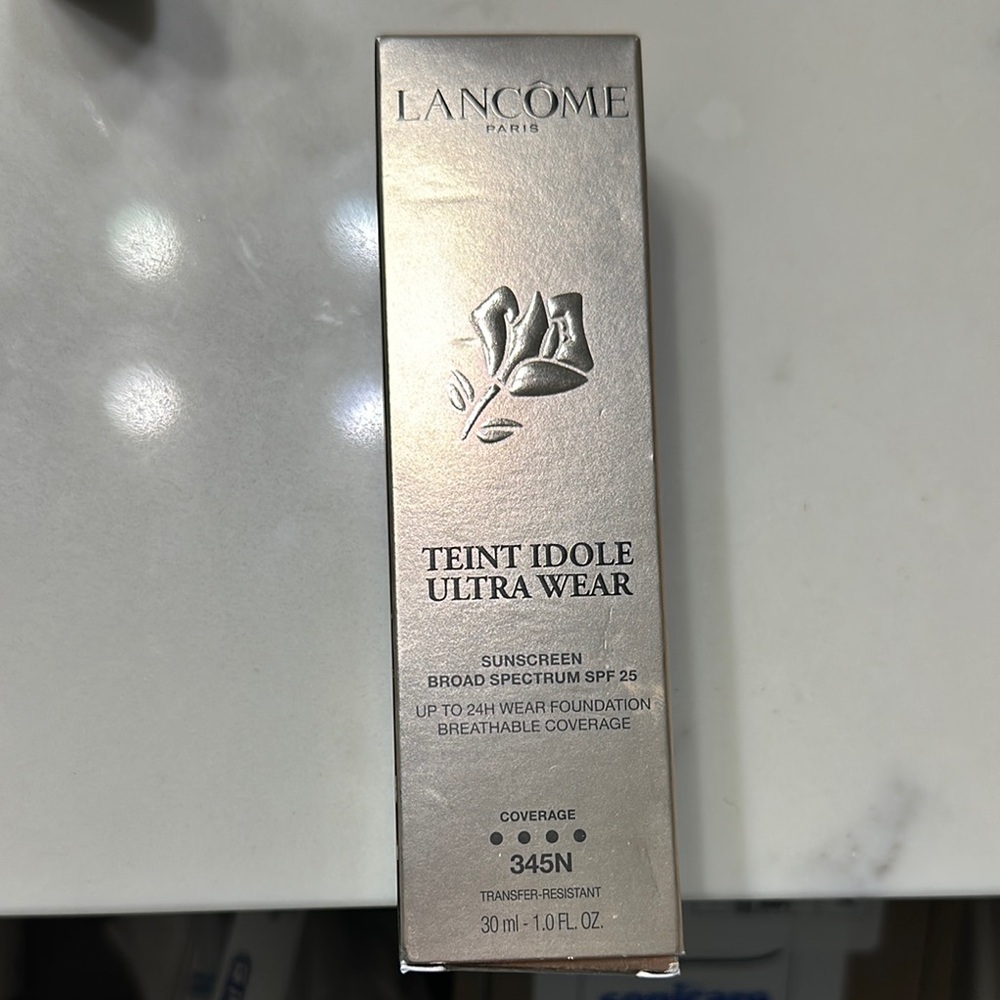 LANCÔME
PARIS
TEINT IDOLE
ULTRA WEAR
SUNSCREEN
BROAD SPECTRUM SPF 25
UP TO 24H WEAR FOUNDATION
BREATHABLE COVERAGE
COVERAGE
345N
TRANSFER-RESISTANT
30 ml - 1.0 FL. OZ.